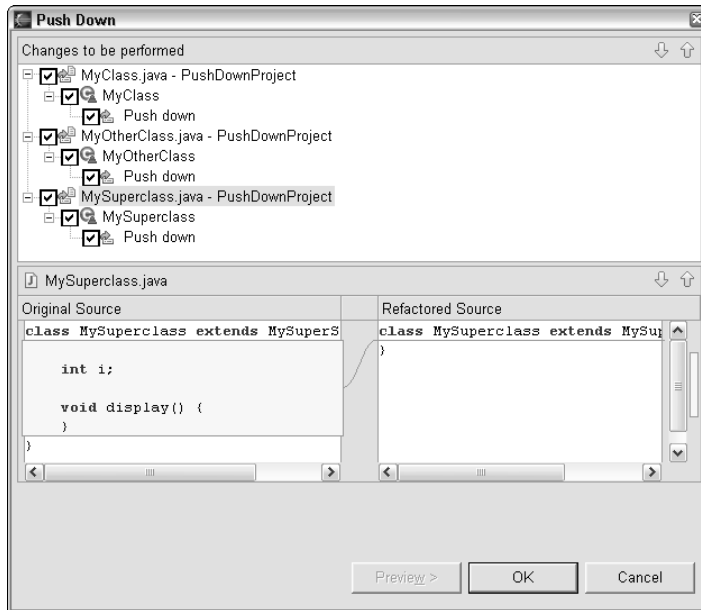 Push Down
Changes to be performed
MyClass.java - PushDownProject
MyClass
Push down
MyOtherClass.java - PushDownProject
MyOtherClass
Push down
MySuperclass.java - PushDownProject
MySuperclass
Push down
MySuperclass.java
Original Source
Refactored Source
class MySuperclass extends MySuperS
int i;
void display() {
}
}
class MySuperclass extends MySup
}
Preview >
OK
Cancel